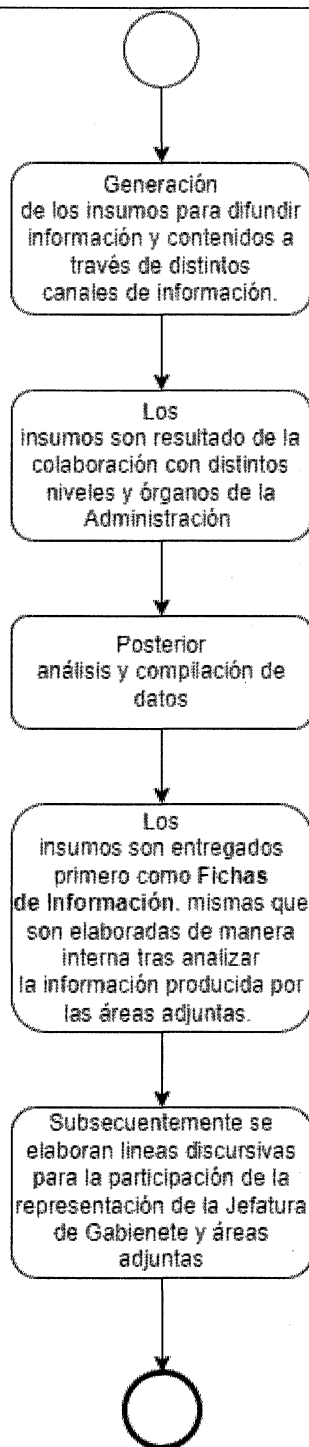 Generación
de los insumos para difundir
información y contenidos a
través de distintos
canales de información.
Los
insumos son resultado de la
colaboración con distintos
niveles y órganos de la
Administración
Posterior
análisis y compilación de
datos
Los
insumos son entregados
primero como Fichas
de Información. mismas que
son elaboradas de manera
interna tras analizar
la información producida por
las áreas adjuntas.
Subsecuentemente se
elaboran lineas discursivas
para la participación de la
representación de la Jefatura
de Gabienete y áreas
adjuntas